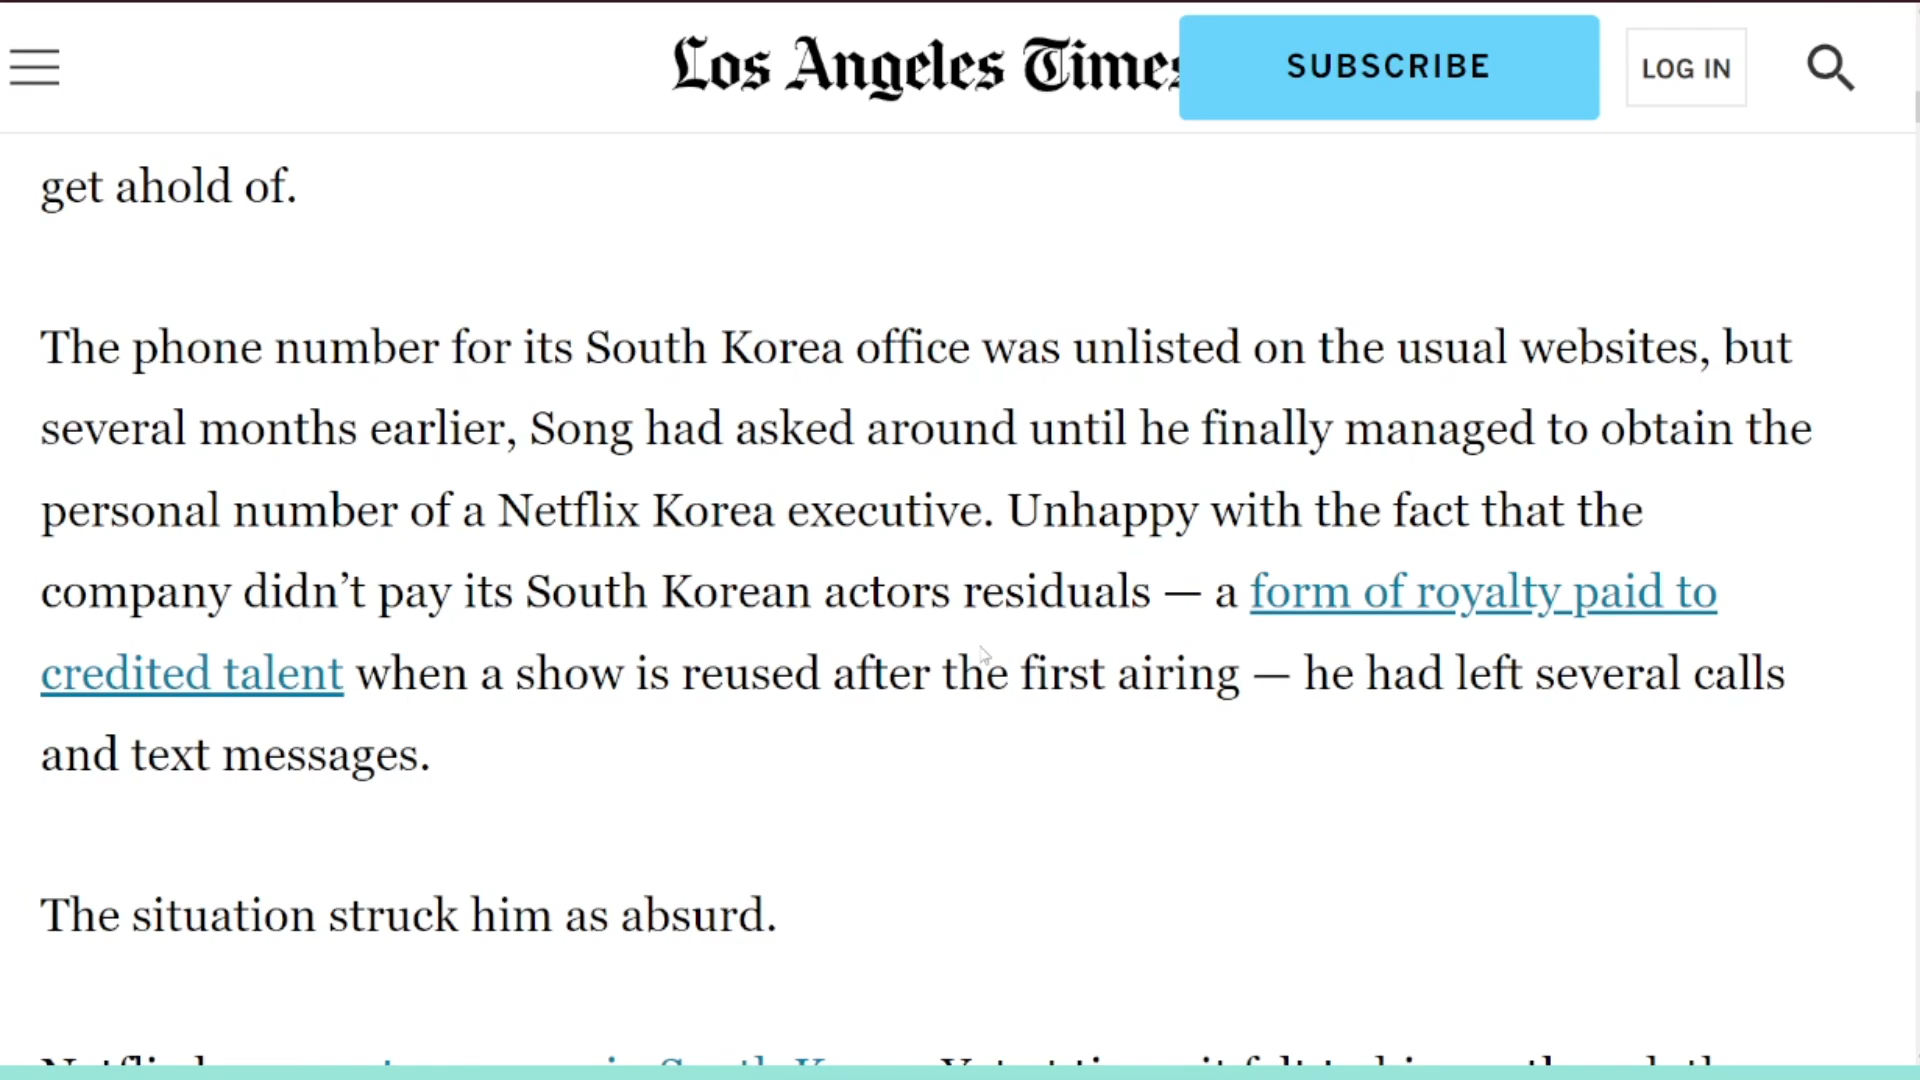 Los Angeles Times
SUBSCRIBE
LOG IN
get ahold of.
The phone number for its South Korea office was unlisted on the usual websites, but
several months earlier, Song had asked around until he finally managed to obtain the
personal number of a Netflix Korea executive. Unhappy with the fact that the
company didn’t pay its South Korean actors residuals — a form of royalty paid to
credited talent when a show is reused after the first airing — he had left several calls
and text messages.
The situation struck him as absurd.